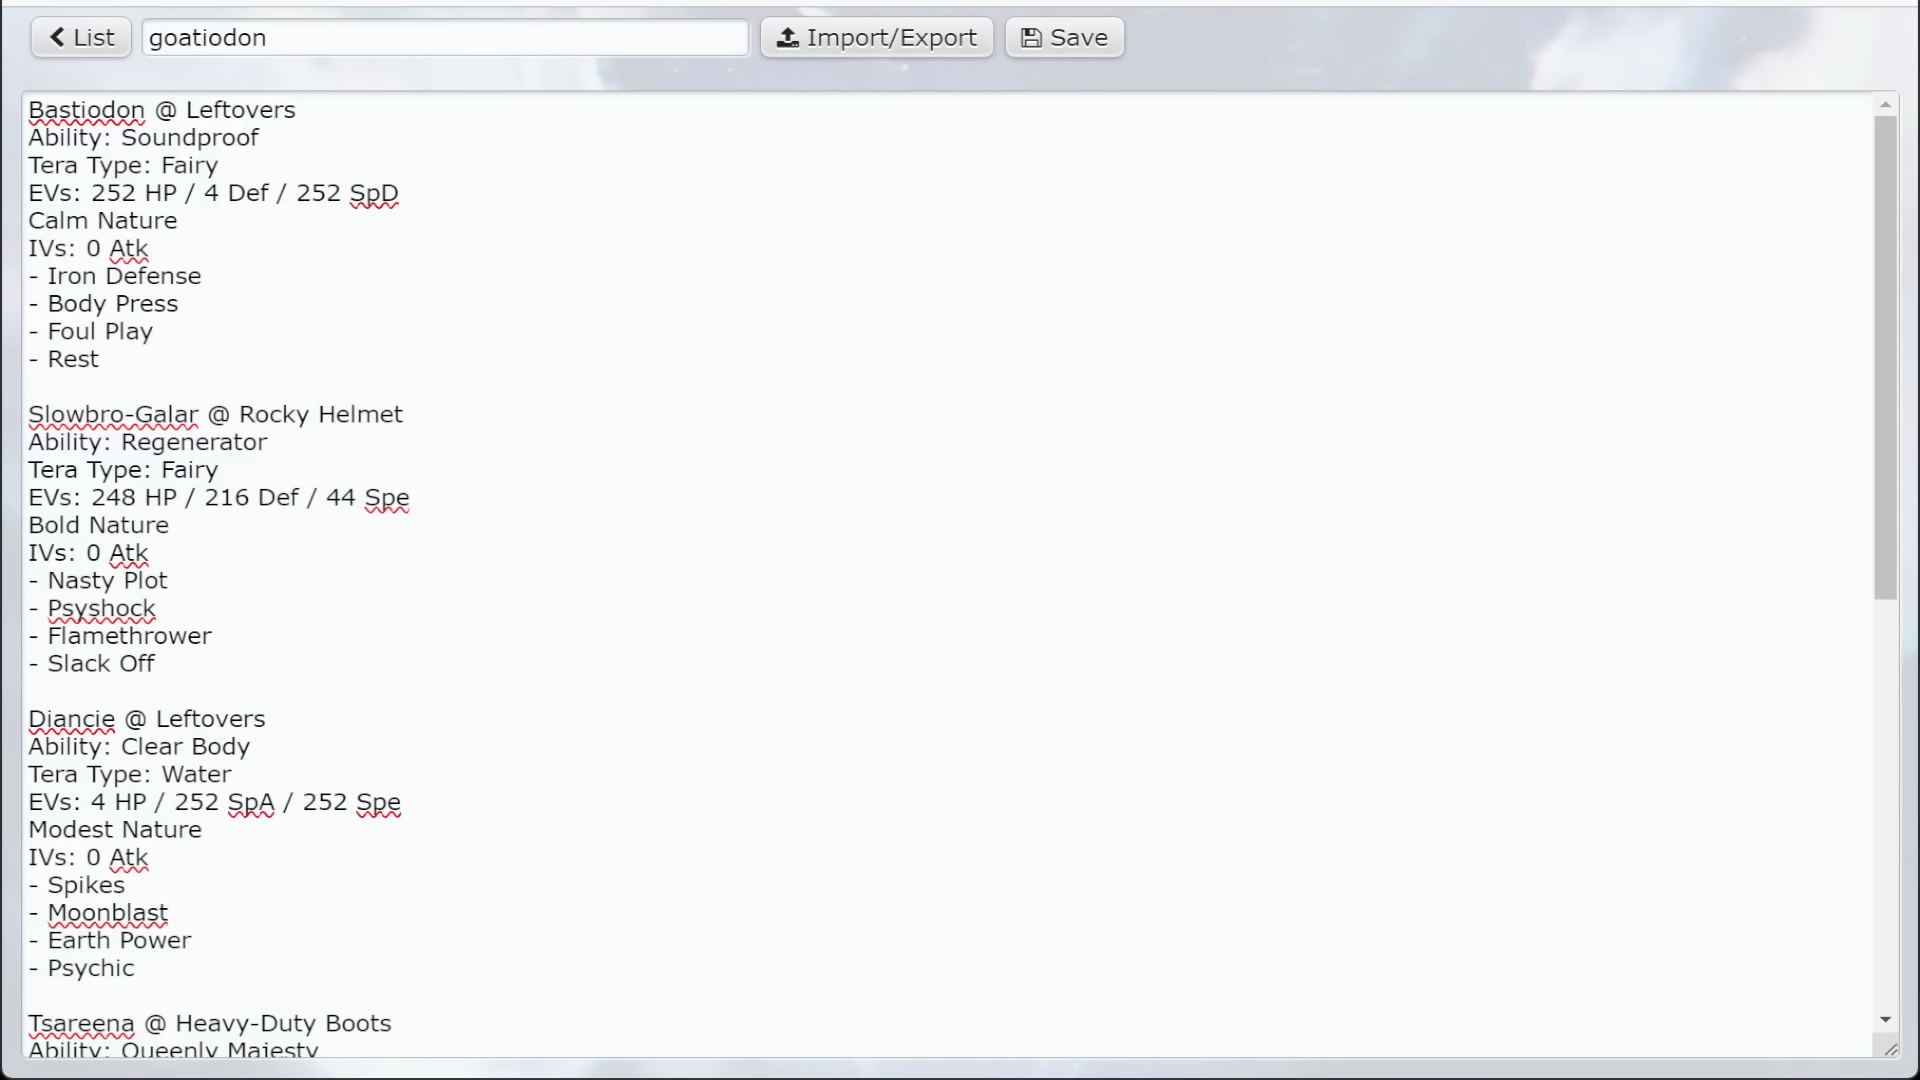 List
goatiodon
Import/Export
Save
Bastiodon @ Leftovers
Ability: Soundproof
Tera Type: Fairy
EVs: 252 HP / 4 Def / 252 SpD
Calm Nature
IVs: 0 Atk
- Iron Defense
- Body Press
- Foul Play
- Rest
Slowbro-Galar @ Rocky Helmet
Ability: Regenerator
Tera Type: Fairy
EVs: 248 HP / 216 Def / 44 Spe
Bold Nature
IVs: 0 Atk
- Nasty Plot
- Psyshock
- Flamethrower
- Slack Off
Diancie @ Leftovers
Ability: Clear Body
Tera Type: Water
EVs: 4 HP / 252 SpA / 252 Spe
Modest Nature
IVs: 0 Atk
- Spikes
- Moonblast
- Earth Power
- Psychic
Tsareena @ Heavy-Duty Boots
Ability: Queenly Majesty